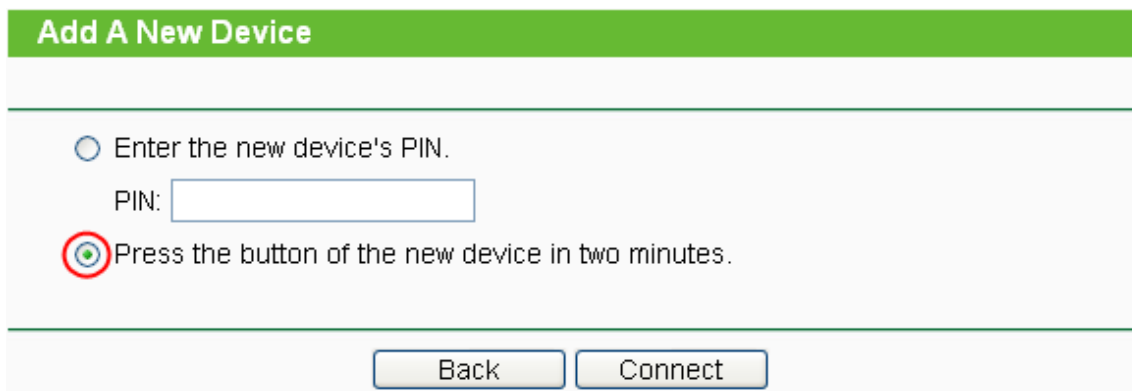 Add A New Device
Enter the new device's PIN.
PIN:
Press the button of the new device in two minutes.
Back Connect